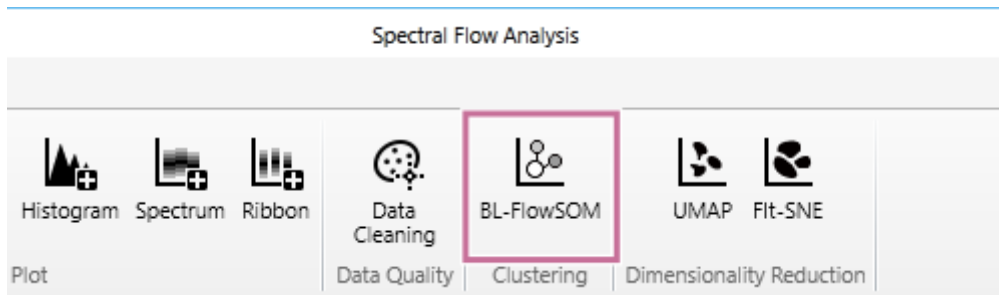 Spectral Flow Analysis
Histogram Spectrum Ribbon Data Cleaning BL-FlowSOM UMAP FIt-SNE
Plot Data Quality Clustering Dimensionality Reduction